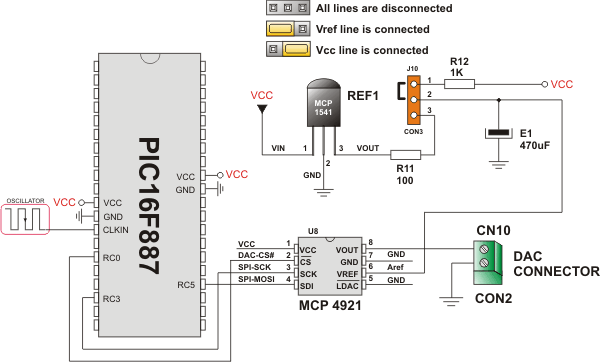 All lines are disconnected
Vref line is connected
Vcc line is connected
J10
R12
1K
VCC
1
2
3
CON3
VCC
MCP
1541
REF1
VIN
1
2
3
VOUT
GND
R11
100
E1
470uF
PIC16F887
VCC
VCC
GND
OSCILLATOR
VCC
VCC
GND
CLKIN
RC0
RC3
RC5
U8
VCC
1
VCC
VOUT
8
DAC-CS#
2
CS
GND
7
GND
SPI-SCK
3
SCK
VREF
6
Aref
SPI-MOSI
4
SDI
LDAC
5
GND
MCP 4921
CN10
DAC
CONNECTOR
CON2